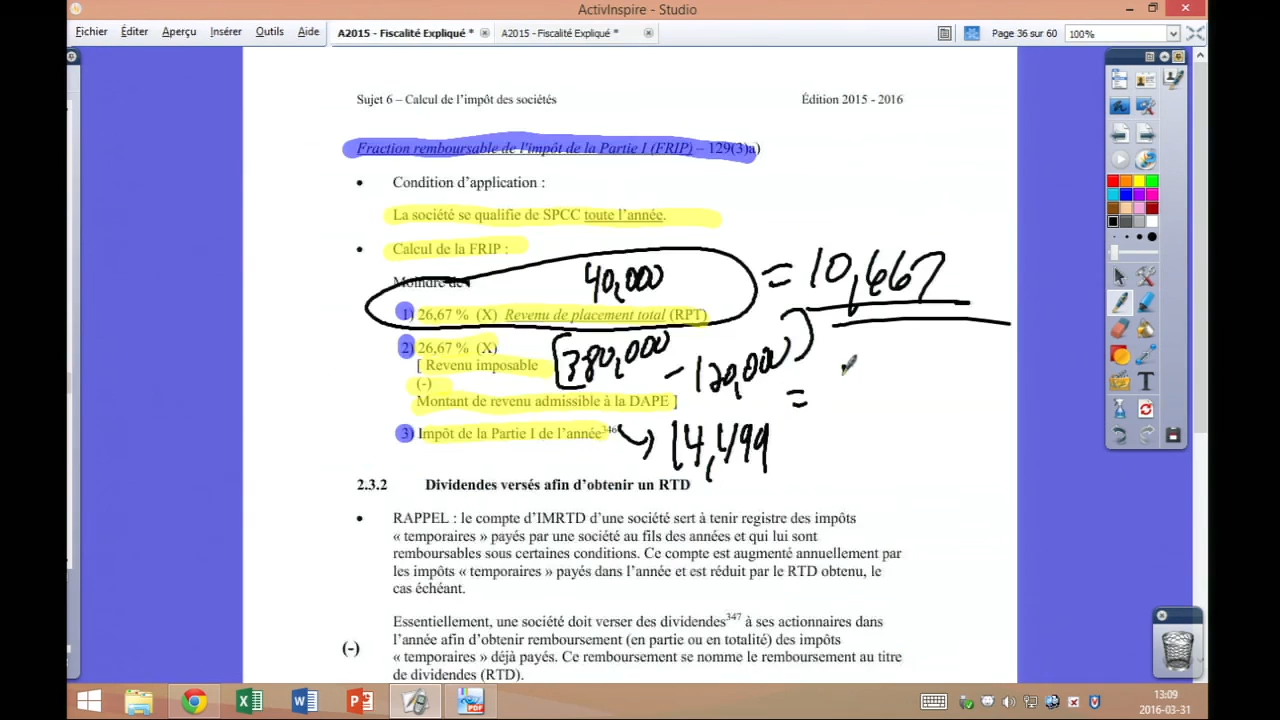 ActivInspire - Studio
Fichier Éditer Aperçu Insérer Outils Aide
A2015 - Fiscalité Expliqué * A2015 - Fiscalité Expliqué *
Page 36 sur 60 100%
Sujet 6 – Calcul de l'impôt des sociétés Édition 2015 - 2016
Fraction remboursable de l'impôt de la Partie I (FRIP) – 129(3)a)
• Condition d'application :
La société se qualifie de SPCC toute l'année.
• Calcul de la FRIP :
Moindre de
40,000 = 10,667
1) 26,67 % (X) Revenu de placement total (RPT)
2) 26,67 % (X)
[ Revenu imposable
[380,000 - 120,000)
(-)
=
Montant de revenu admissible à la DAPE ]
3) Impôt de la Partie I de l'année346
14,499
2.3.2 Dividendes versés afin d'obtenir un RTD
• RAPPEL : le compte d'IMRTD d'une société sert à tenir registre des impôts
« temporaires » payés par une société au fils des années et qui lui sont
remboursables sous certaines conditions. Ce compte est augmenté annuellement par
les impôts « temporaires » payés dans l'année et est réduit par le RTD obtenu, le
cas échéant.
Essentiellement, une société doit verser des dividendes347 à ses actionnaires dans
l'année afin d'obtenir remboursement (en partie ou en totalité) des impôts
(-)
« temporaires » déjà payés. Ce remboursement se nomme le remboursement au titre
de dividendes (RTD).
13:09
2016-03-31